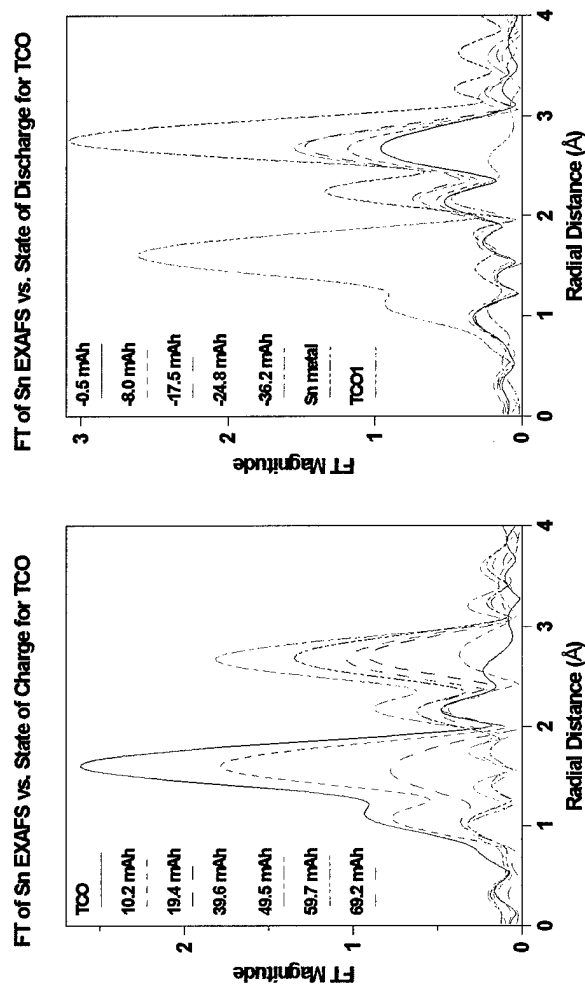 FT of Sn EXAFS vs. State of Charge for TCO
FT Magnitude
2
1
0
TCO
10.2 mAh
19.4 mAh
39.6 mAh
49.5 mAh
59.7 mAh
69.2 mAh
0
1
2
3
4
Radial Distance (Å)
FT of Sn EXAFS vs. State of Discharge for TCO
FT Magnitude
3
2
1
0
-0.5 mAh
-8.0 mAh
-17.5 mAh
-24.8 mAh
-36.2 mAh
Sn metal
TCO1
0
1
2
3
4
Radial Distance (Å)